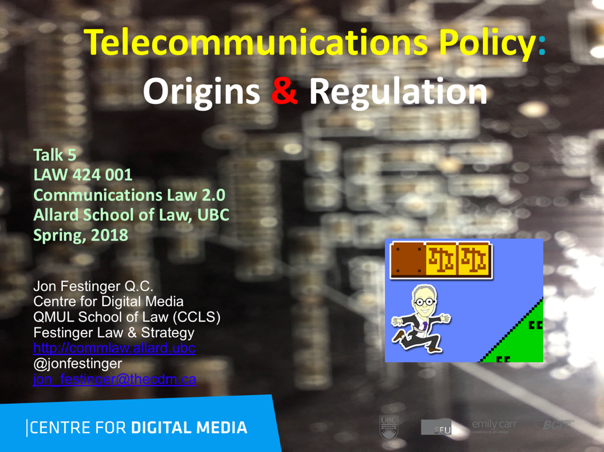 Telecommunications Policy:
Origins & Regulation
Talk 5
LAW 424 001
Communications Law 2.0
Allard School of Law, UBC
Spring, 2018
Jon Festinger Q.C.
Centre for Digital Media
QMUL School of Law (CCLS)
Festinger Law & Strategy
http://commlaw.allard.ubc
@jonfestinger
jon_festinger@thecdm.ca
|CENTRE FOR DIGITAL MEDIA
UBC
SFU
emily carr
BCIT